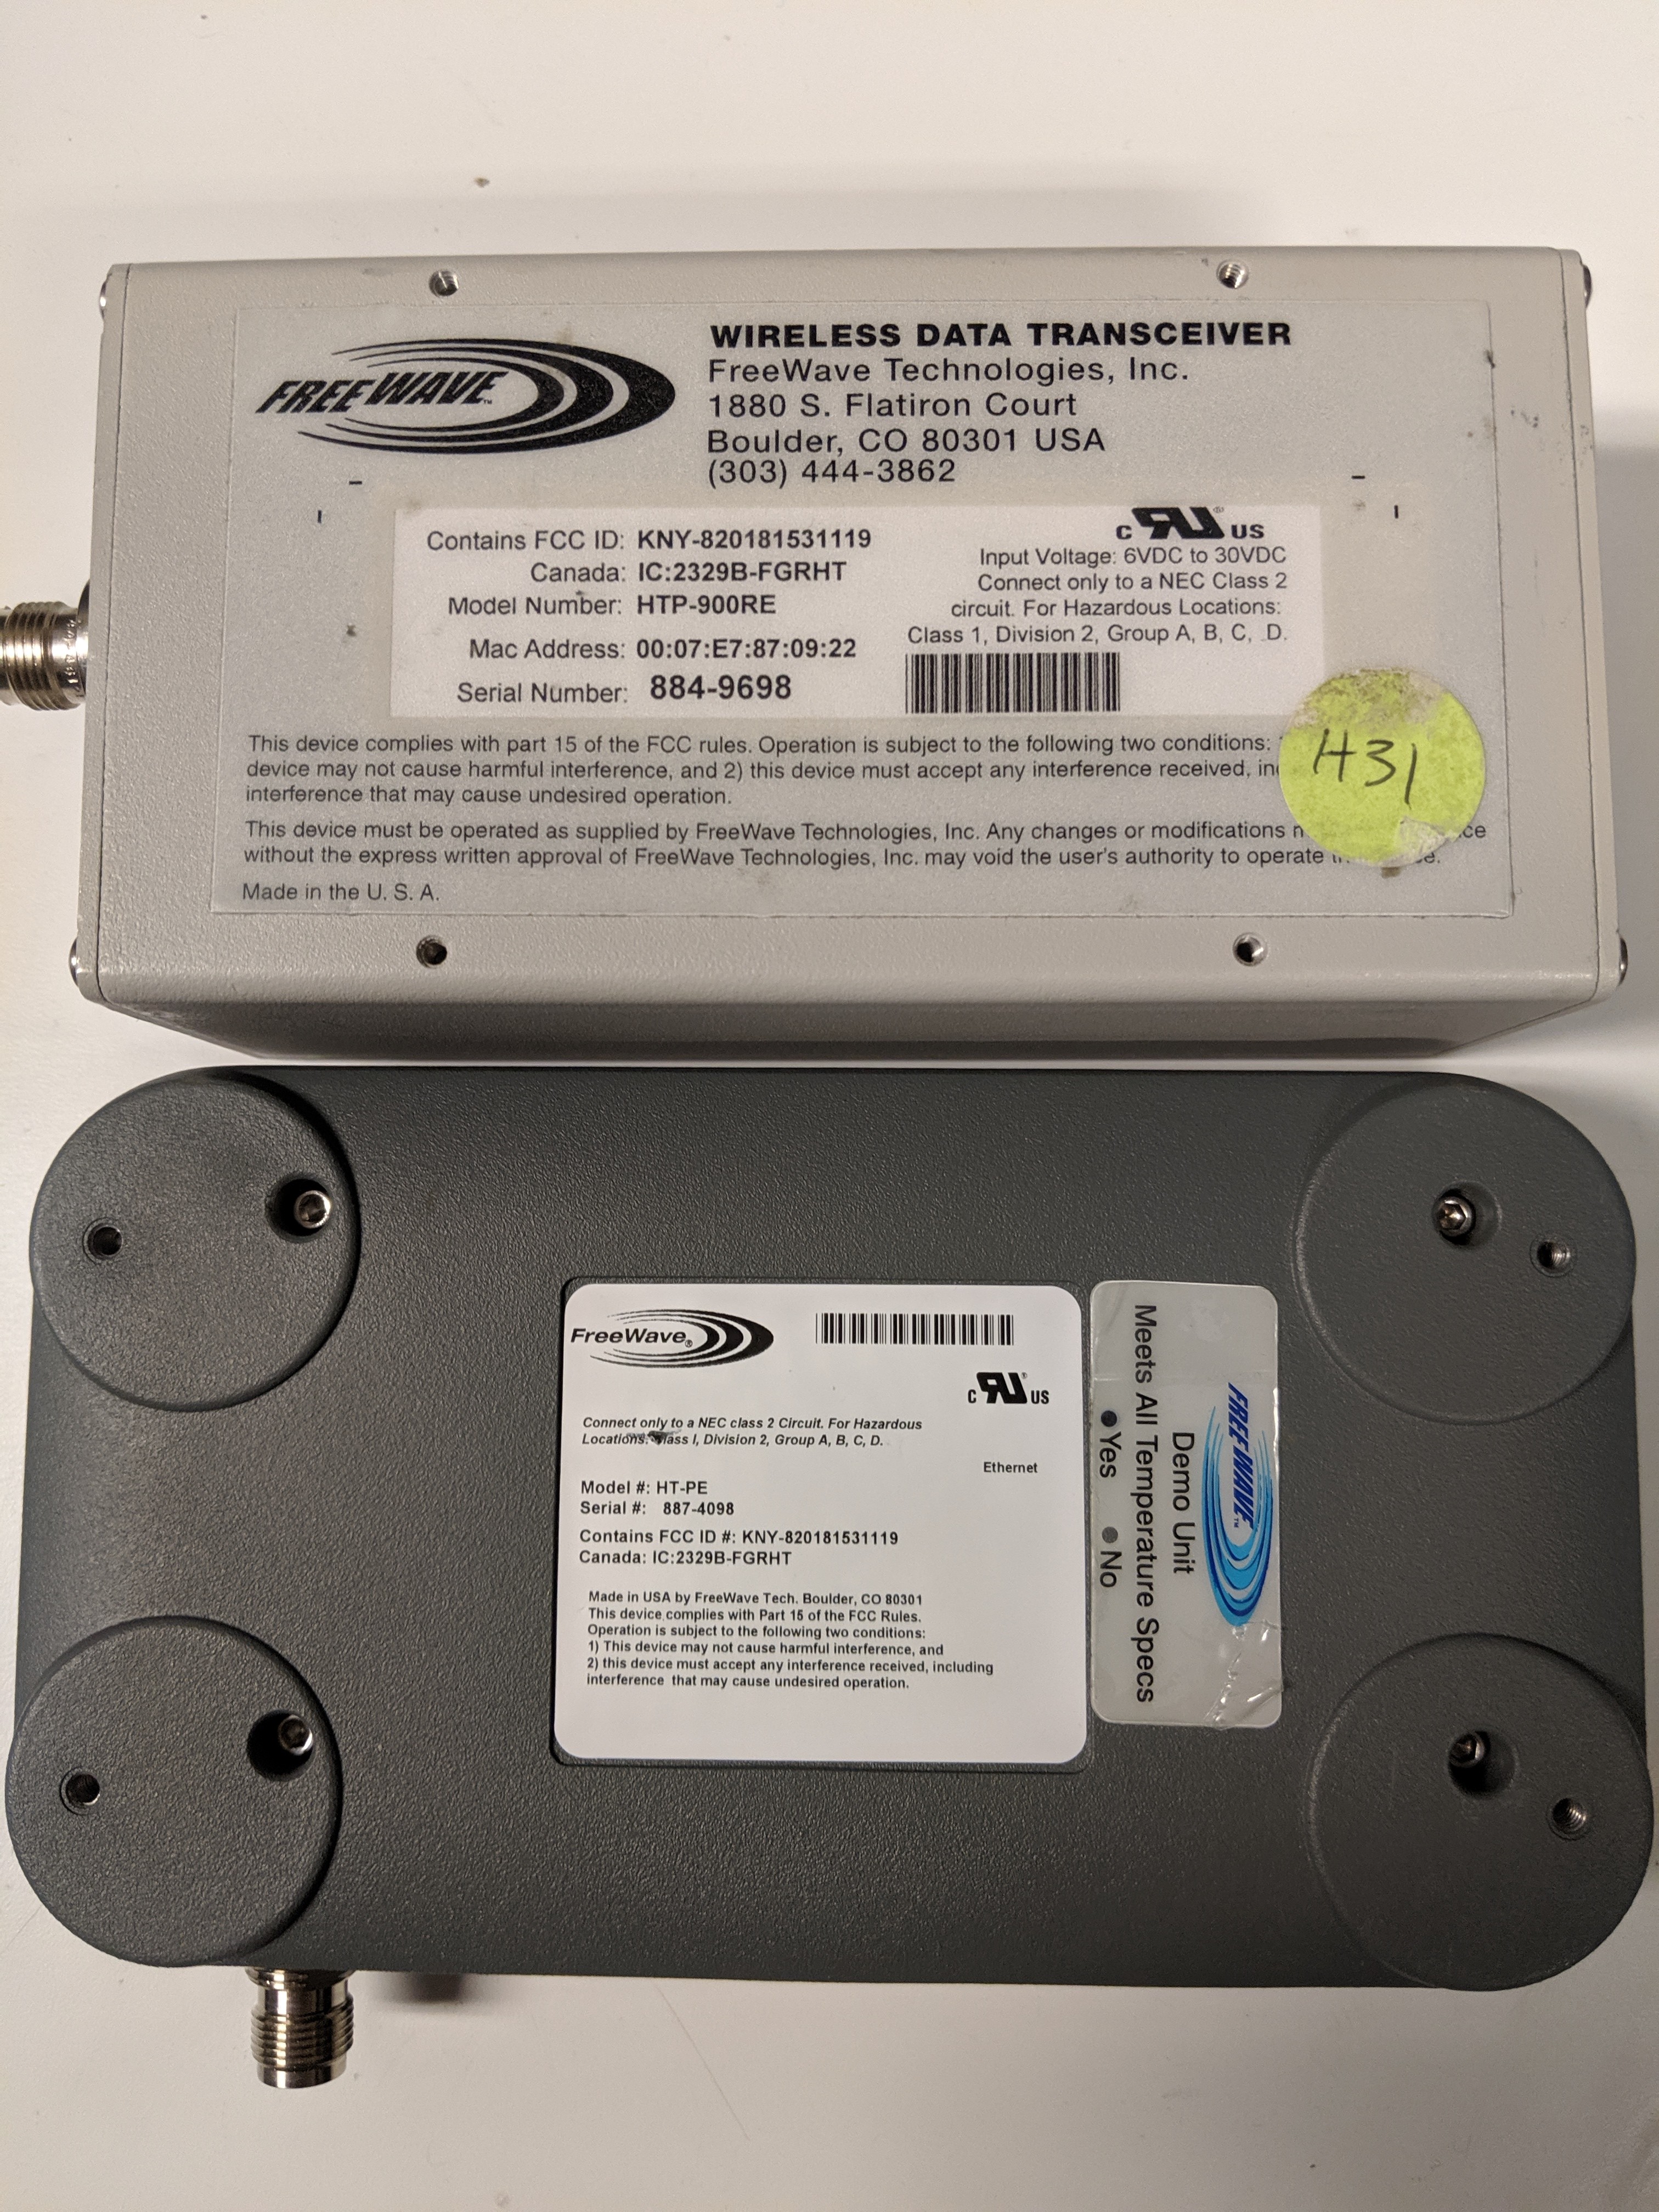 FREEWAVE™
WIRELESS DATA TRANSCEIVER
FreeWave Technologies, Inc.
1880 S. Flatiron Court
Boulder, CO 80301 USA
(303) 444-3862
Contains FCC ID: KNY-820181531119
Canada: IC:2329B-FGRHT
Model Number: HTP-900RE
Mac Address: 00:07:E7:87:09:22
Serial Number: 884-9698
C RU ® US
Input Voltage: 6VDC to 30VDC
Connect only to a NEC Class 2
circuit. For Hazardous Locations:
Class 1, Division 2, Group A, B, C, D.
H31
This device complies with part 15 of the FCC rules. Operation is subject to the following two conditions:
device may not cause harmful interference, and 2) this device must accept any interference received,
interference that may cause undesired operation.
This device must be operated as supplied by FreeWave Technologies, Inc. Any changes or modifications
without the express written approval of FreeWave Technologies, Inc. may void the user's authority to operate
Made in the U. S. A.
FreeWave®
C RU ® US
Connect only to a NEC class 2 Circuit. For Hazardous
Locations: Class I, Division 2, Group A, B, C, D.
Ethernet
Model #: HT-PE
Serial #: 887-4098
Contains FCC ID #: KNY-820181531119
Canada: IC:2329B-FGRHT
Made in USA by FreeWave Tech. Boulder, CO 80301
This device complies with Part 15 of the FCC Rules.
Operation is subject to the following two conditions:
1) This device may not cause harmful interference, and
2) this device must accept any interference received, including
interference that may cause undesired operation.
FREEWAVE™
Demo Unit
Meets All Temperature Specs
Yes No